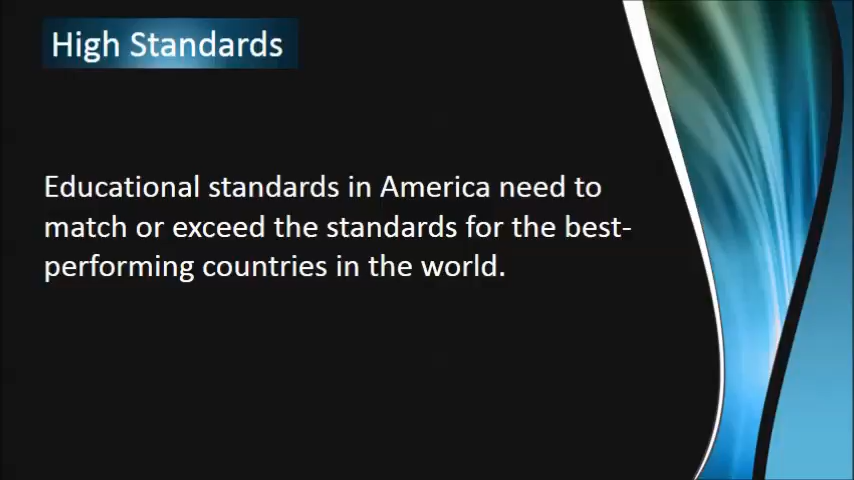 High Standards
Educational standards in America need to
match or exceed the standards for the best-
performing countries in the world.